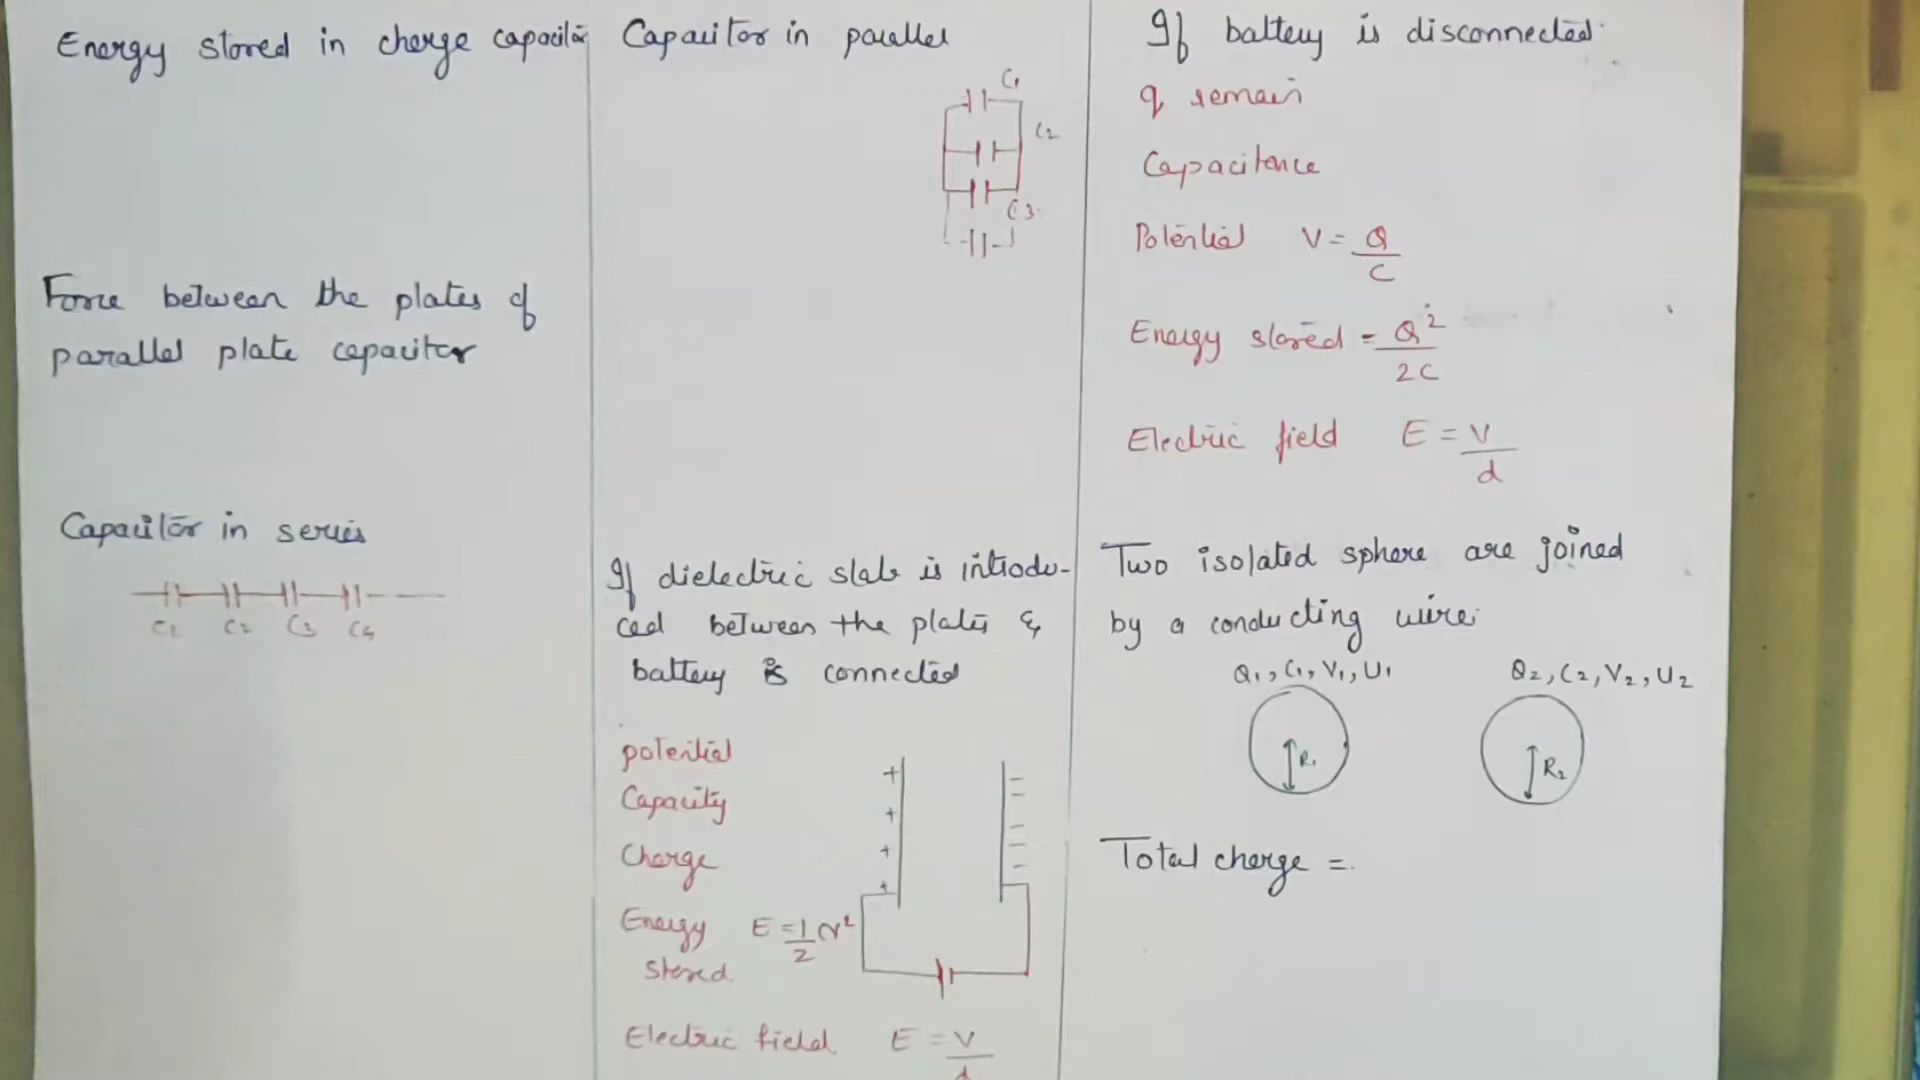 Energy stored in charge capacitor
Force between the plates of
parallel plate capacitor
Capacitor in series
C1 C2 C3 C4
Capacitor in parallel
C1
C2
C3
If dielectric slab is introdu-
ced between the plates &
battery is connected
potential
Capacity
Charge
Energy E = 1/2 CV²
stored
Electric field E = V/d
+ + + +
If battery is disconnected
q remain
Capacitance
Potential V = Q/C
Energy stored = Q²/2C
Electric field E = V/d
Two isolated sphere are joined
by a conducting wire
Q1, C1, V1, U1
Q2, C2, V2, U2
R1
R2
Total charge =